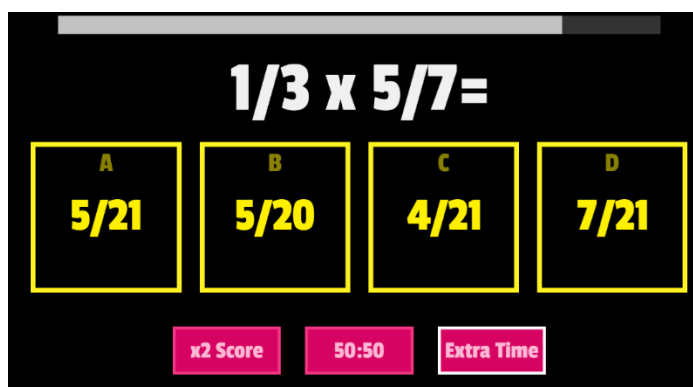 1/3 x 5/7=
A
B
C
D
5/21
5/20
4/21
7/21
x2 Score
50:50
Extra Time